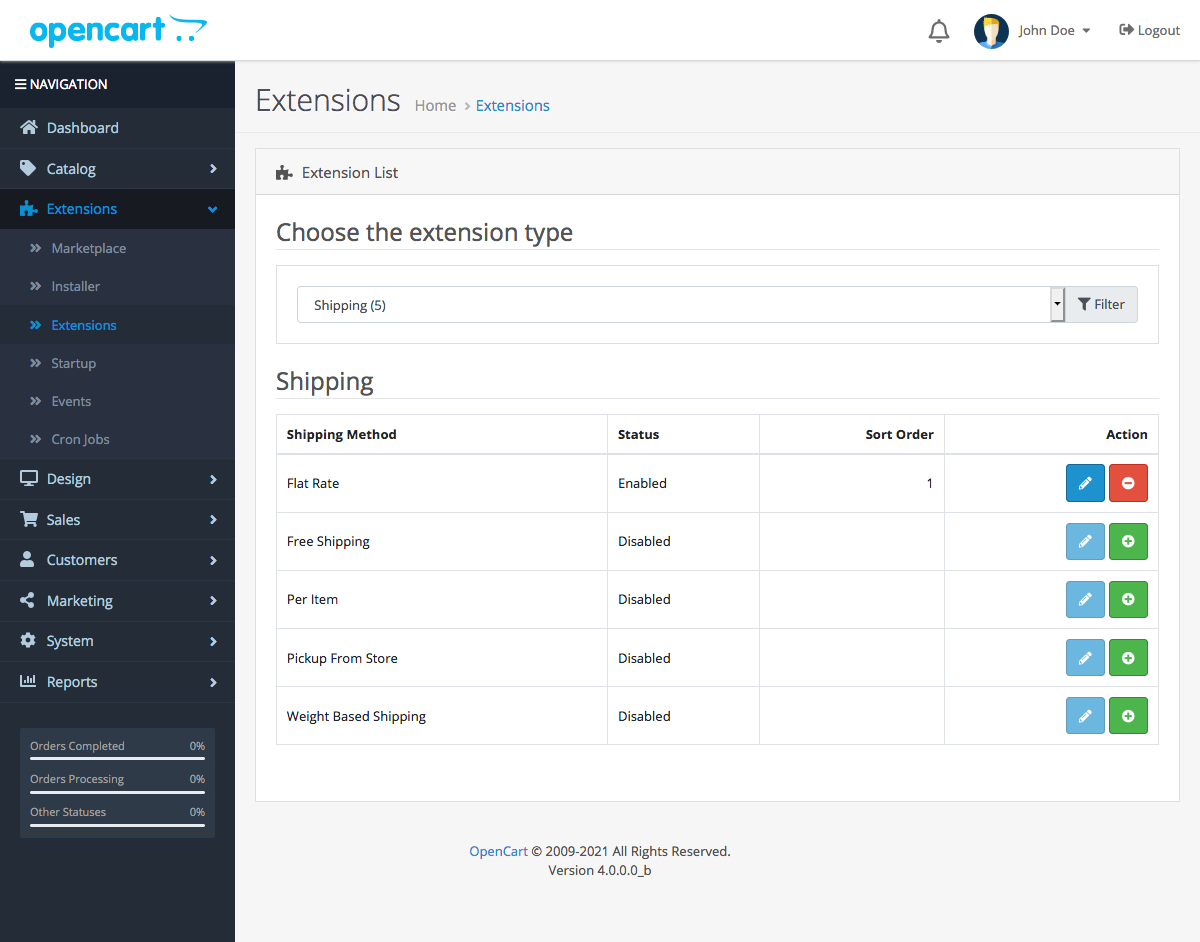 opencart
John Doe
Logout
NAVIGATION
Dashboard
Catalog
Extensions
Marketplace
Installer
Extensions
Startup
Events
Cron Jobs
Design
Sales
Customers
Marketing
System
Reports
Orders Completed 0%
Orders Processing 0%
Other Statuses 0%
Extensions Home > Extensions
Extension List
Choose the extension type
Shipping (5) Filter
Shipping
Shipping Method Status Sort Order Action
Flat Rate Enabled 1
Free Shipping Disabled
Per Item Disabled
Pickup From Store Disabled
Weight Based Shipping Disabled
OpenCart © 2009-2021 All Rights Reserved.
Version 4.0.0.0_b